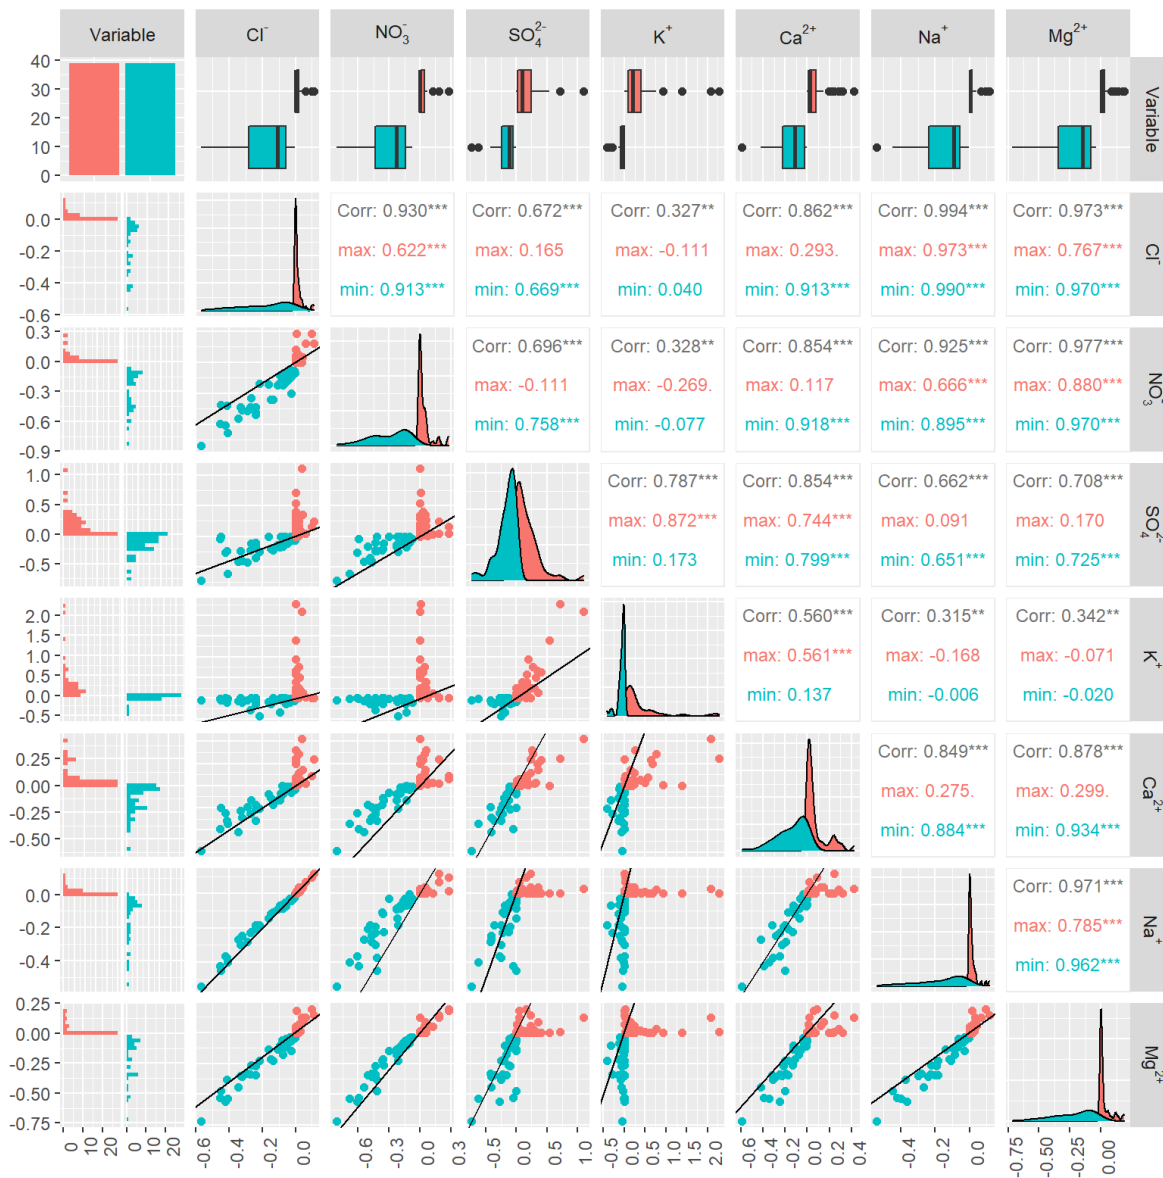 Variable Cl⁻ NO₃⁻ SO₄²⁻ K⁺ Ca²⁺ Na⁺ Mg²⁺
40
30
20
10
0
Variable
0.0
-0.2
-0.4
-0.6
Corr: 0.930*** Corr: 0.672*** Corr: 0.327** Corr: 0.862*** Corr: 0.994*** Corr: 0.973***
max: 0.622*** max: 0.165 max: -0.111 max: 0.293. max: 0.973*** max: 0.767***
min: 0.913*** min: 0.669*** min: 0.040 min: 0.913*** min: 0.990*** min: 0.970***
Cl⁻
0.3
0.0
-0.3
-0.6
-0.9
Corr: 0.696*** Corr: 0.328** Corr: 0.854*** Corr: 0.925*** Corr: 0.977***
max: -0.111 max: -0.269. max: 0.117 max: 0.666*** max: 0.880***
min: 0.758*** min: -0.077 min: 0.918*** min: 0.895*** min: 0.970***
NO₃⁻
1.0
0.5
0.0
-0.5
Corr: 0.787*** Corr: 0.854*** Corr: 0.662*** Corr: 0.708***
max: 0.872*** max: 0.744*** max: 0.091 max: 0.170
min: 0.173 min: 0.799*** min: 0.651*** min: 0.725***
SO₄²⁻
2.0
1.5
1.0
0.5
0.0
-0.5
Corr: 0.560*** Corr: 0.315** Corr: 0.342**
max: 0.561*** max: -0.168 max: -0.071
min: 0.137 min: -0.006 min: -0.020
K⁺
0.25
0.00
-0.25
-0.50
Corr: 0.849*** Corr: 0.878***
max: 0.275. max: 0.299.
min: 0.884*** min: 0.934***
Ca²⁺
0.0
-0.2
-0.4
Corr: 0.971***
max: 0.785***
min: 0.962***
Na⁺
0.25
0.00
-0.25
-0.50
-0.75
Mg²⁺
0 10 20 0 10 20 -0.6 -0.4 -0.2 0.0 -0.6 -0.3 0.0 0.3 -0.5 0.0 0.5 1.0 -0.5 0.0 0.5 1.0 1.5 2.0 -0.6 -0.4 -0.2 0.0 0.2 0.4 -0.4 -0.2 0.0 -0.75 -0.50 -0.25 0.00